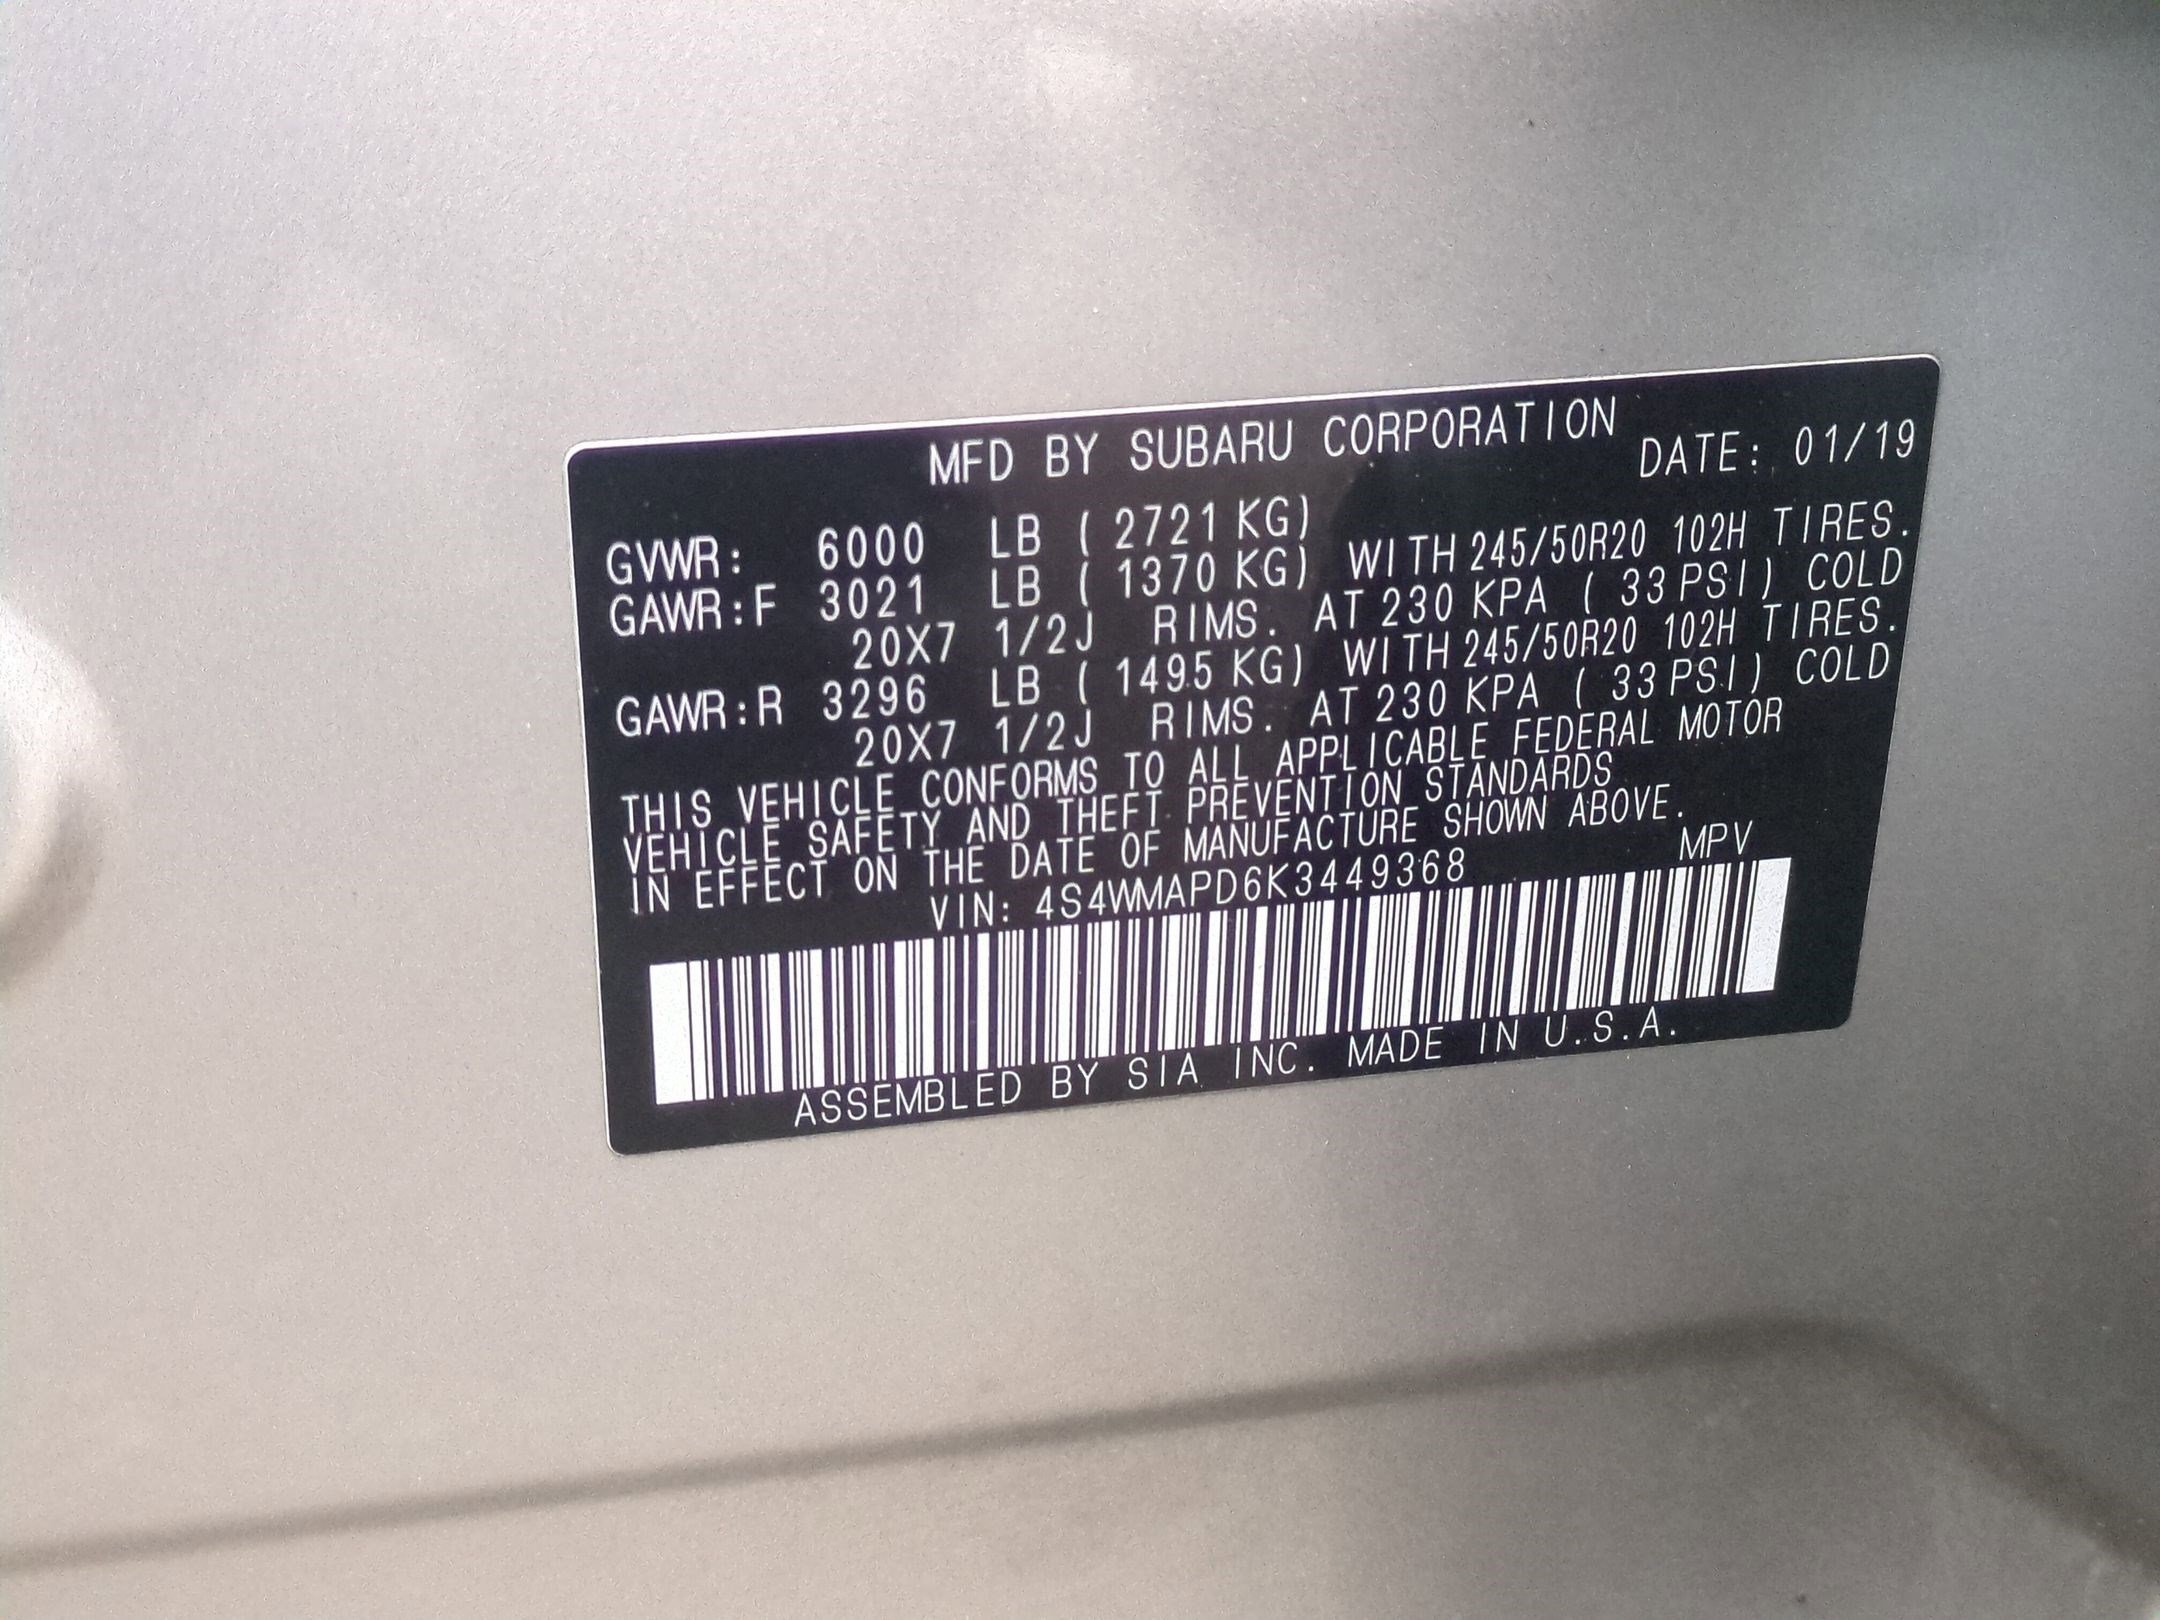 MFD BY SUBARU CORPORATION DATE: 01/19
GVWR: 6000 LB ( 2721 KG)
GAWR:F 3021 LB ( 1370 KG) WITH 245/50R20 102H TIRES.
20X7 1/2J RIMS. AT 230 KPA ( 33 PSI) COLD
GAWR:R 3296 LB ( 1495 KG) WITH 245/50R20 102H TIRES.
20X7 1/2J RIMS. AT 230 KPA ( 33 PSI) COLD
THIS VEHICLE CONFORMS TO ALL APPLICABLE FEDERAL MOTOR
VEHICLE SAFETY AND THEFT PREVENTION STANDARDS
IN EFFECT ON THE DATE OF MANUFACTURE SHOWN ABOVE.
VIN: 4S4WMAPD6K3449368 MPV
ASSEMBLED BY SIA INC. MADE IN U.S.A.